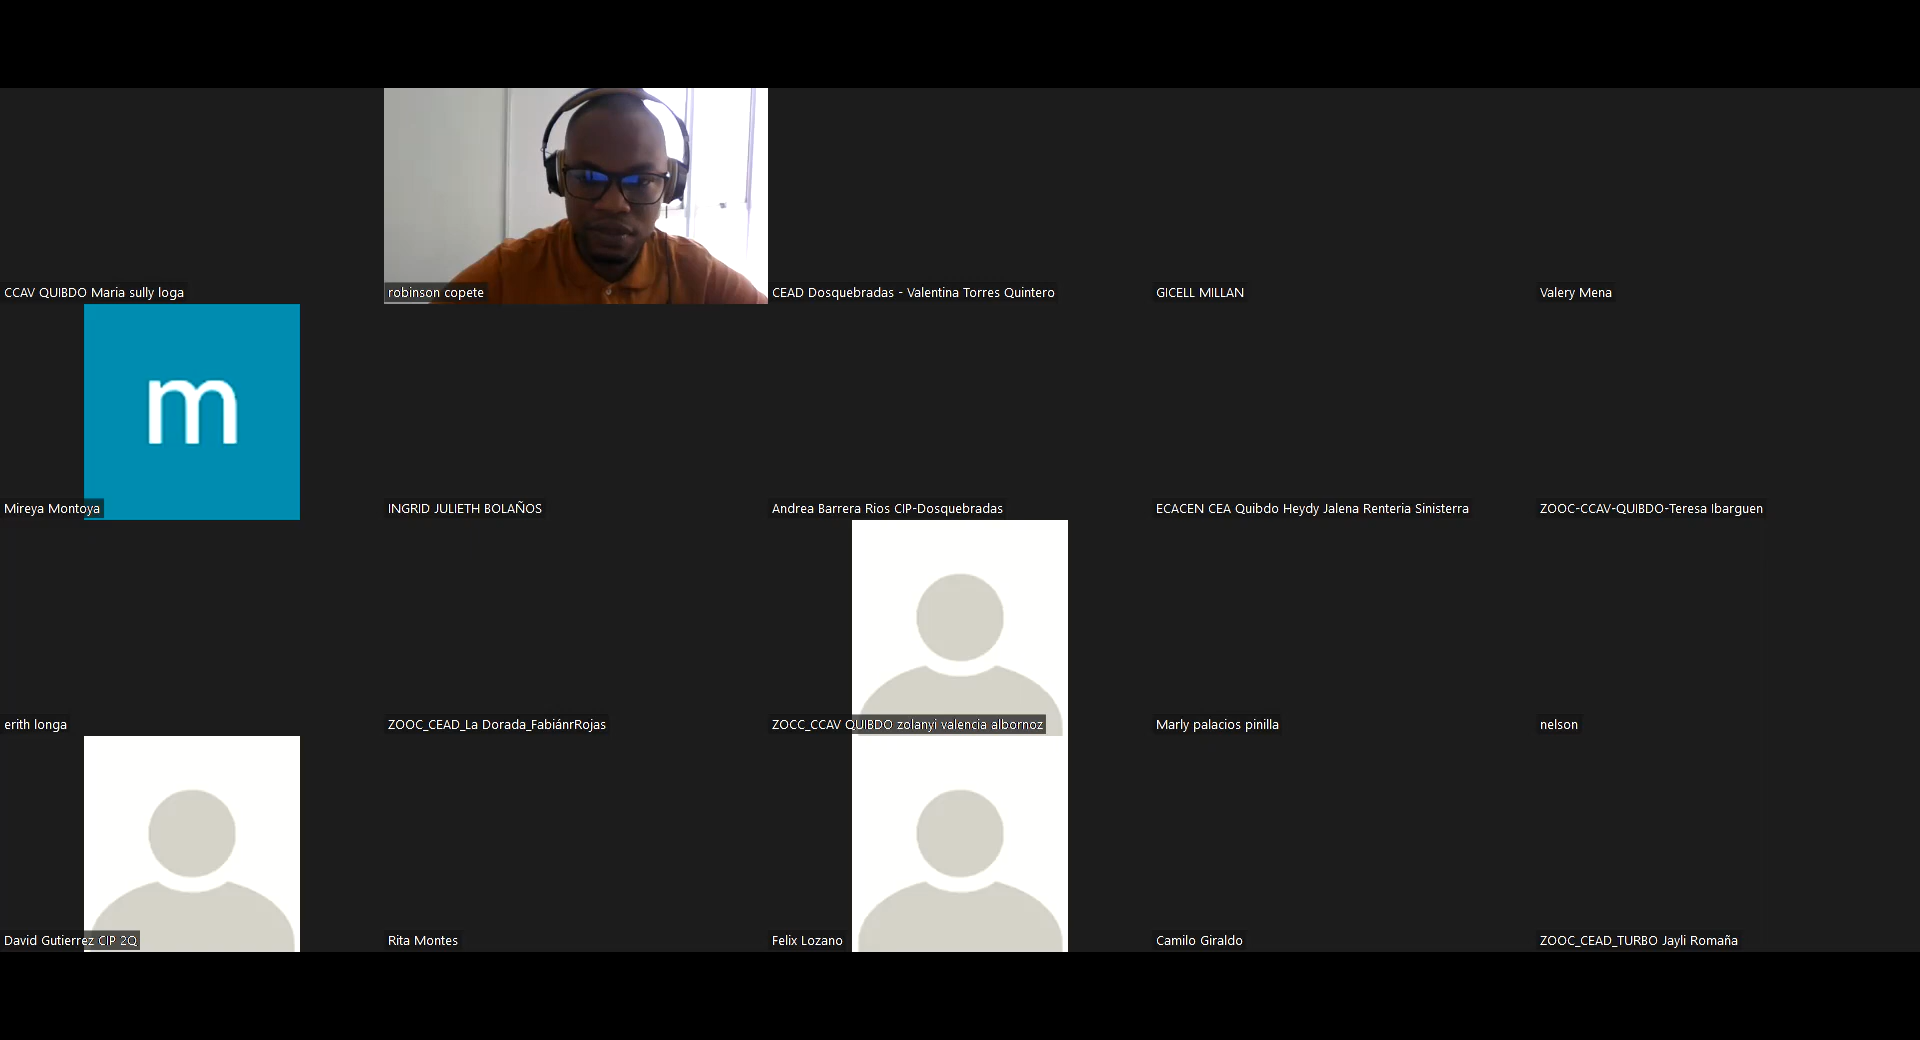 CCAV QUIBDO Maria sully loga
robinson copete
CEAD Dosquebradas - Valentina Torres Quintero
GICELL MILLAN
Valery Mena
m
Mireya Montoya
INGRID JULIETH BOLAÑOS
Andrea Barrera Rios CIP-Dosquebradas
ECACEN CEA Quibdo Heydy Jalena Renteria Sinisterra
ZOOC-CCAV-QUIBDO-Teresa Ibarguen
erith longa
ZOOC_CEAD_La Dorada_FabiánrRojas
ZOCC_CCAV QUIBDO zolanyi valencia albornoz
Marly palacios pinilla
nelson
David Gutierrez CIP 2Q
Rita Montes
Felix Lozano
Camilo Giraldo
ZOOC_CEAD_TURBO Jayli Romaña